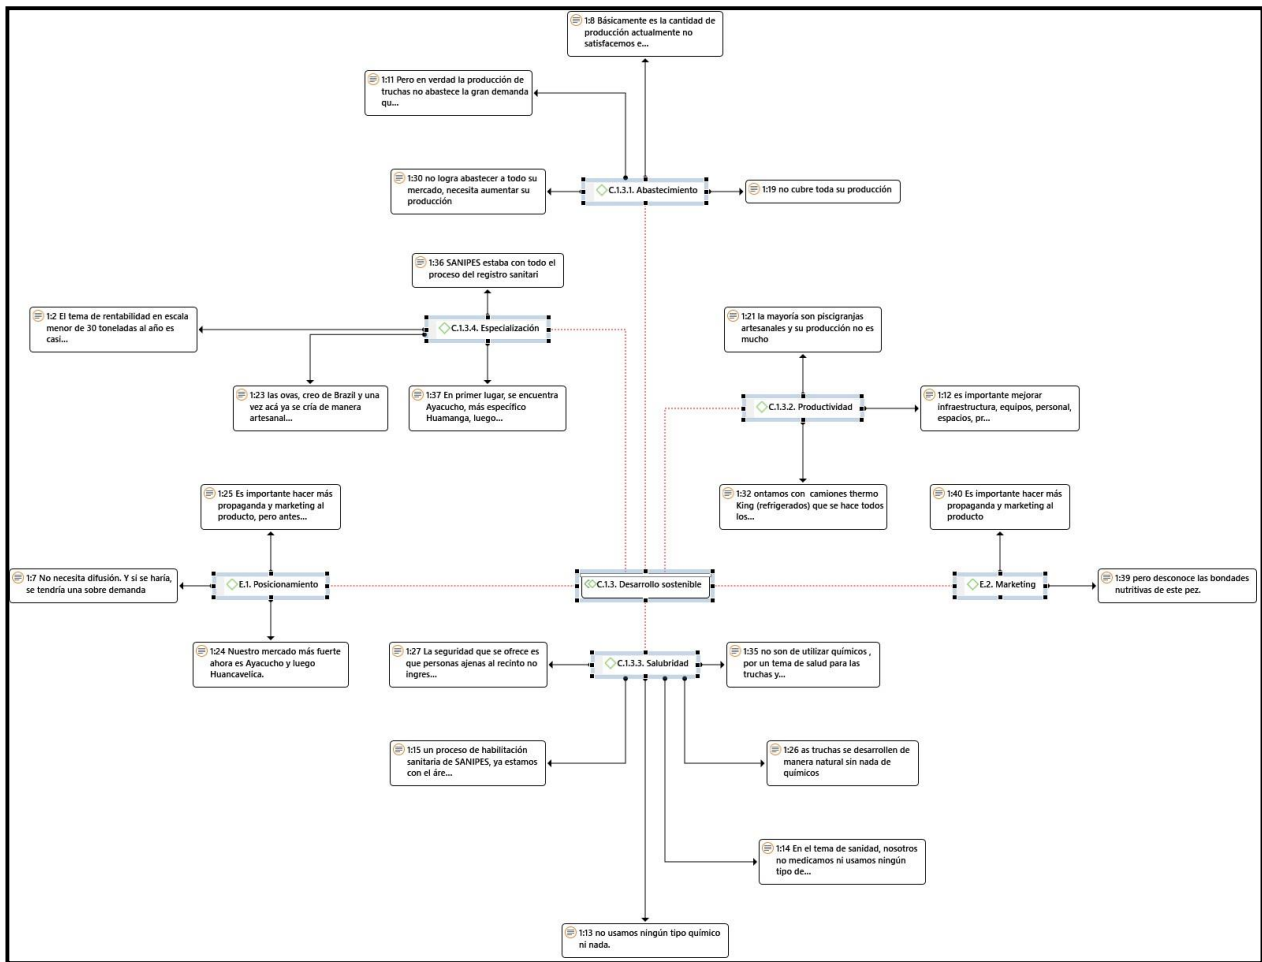 1:8 Básicamente es la cantidad de
producción actualmente no
satisfacemos e...
1:11 Pero en verdad la producción de
truchas no abastece la gran demanda
qu...
1:30 no logra abastecer a todo su
mercado, necesita aumentar su
producción
C.1.3.1. Abastecimiento
1:19 no cubre toda su producción
1:36 SANIPES estaba con todo el
proceso del registro sanitari
1:2 El tema de rentabilidad en escala
menor de 30 toneladas al año es
casi...
C.1.3.4. Especialización
1:21 la mayoría son piscigranjas
artesanales y su producción no es
mucho
1:23 las ovas, creo de Brazil y una
vez acá ya se cría de manera
artesanal...
1:37 En primer lugar, se encuentra
Ayacucho, más específico
Huamanga, luego...
C.1.3.2. Productividad
1:12 es importante mejorar
infraestructura, equipos, personal,
espacios, pr...
1:25 Es importante hacer más
propaganda y marketing al
producto, pero antes...
1:32 ontamos con camiones thermo
King (refrigerados) que se hace todos
los...
1:40 Es importante hacer más
propaganda y marketing al
producto
1:7 No necesita difusión. Y si se haría,
se tendría una sobre demanda
E.1. Posicionamiento
C.1.3. Desarrollo sostenible
E.2. Marketing
1:39 pero desconoce las bondades
nutritivas de este pez.
1:24 Nuestro mercado más fuerte
ahora es Ayacucho y luego
Huancavelica.
1:27 La seguridad que se ofrece es
que personas ajenas al recinto no
ingres...
C.1.3.3. Salubridad
1:35 no son de utilizar químicos ,
por un tema de salud para las
truchas y...
1:15 un proceso de habilitación
sanitaria de SANIPES, ya estamos
con el áre...
1:26 as truchas se desarrollen de
manera natural sin nada de
químicos
1:14 En el tema de sanidad, nosotros
no medicamos ni usamos ningún
tipo de...
1:13 no usamos ningún tipo químico
ni nada.